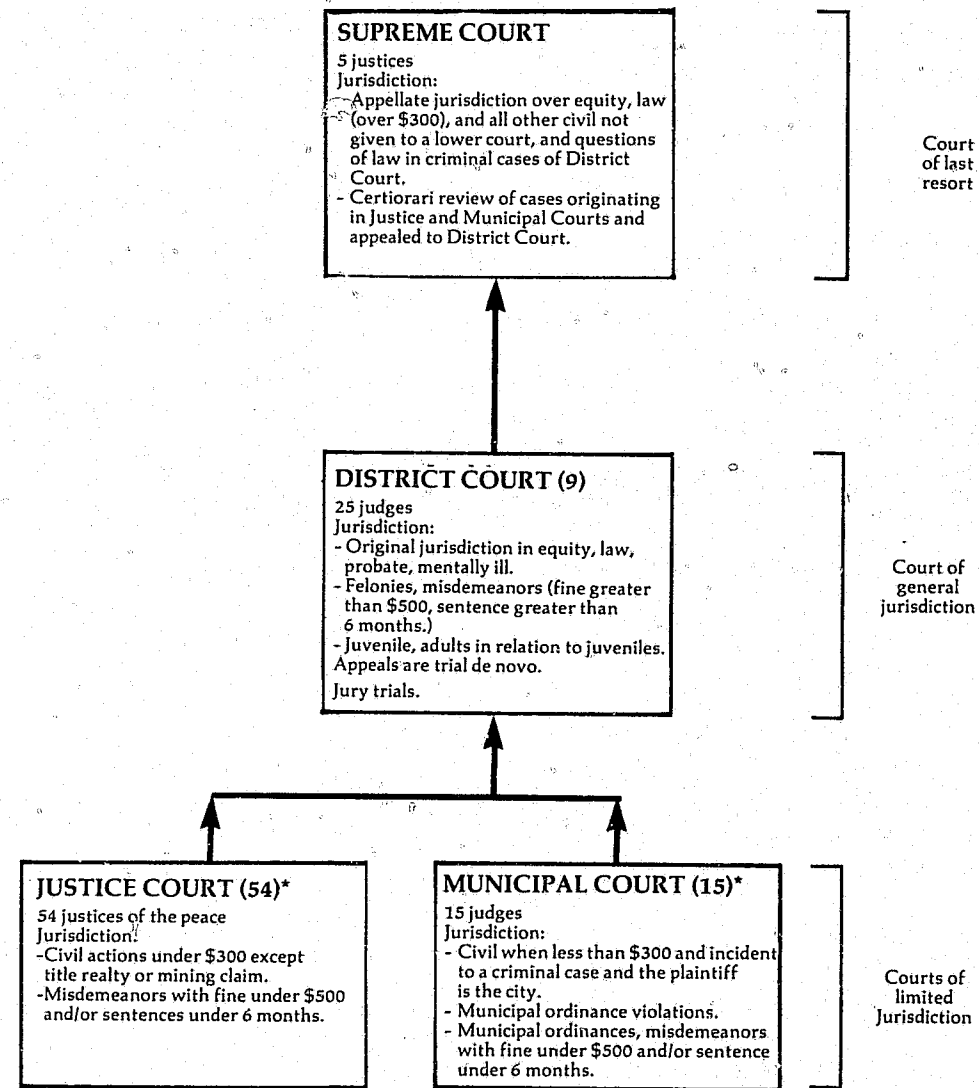 SUPREME COURT
5 justices
Jurisdiction:
-Appellate jurisdiction over equity, law
(over $300), and all other civil not
given to a lower court, and questions
of law in criminal cases of District
Court.
- Certiorari review of cases originating
in Justice and Municipal Courts and
appealed to District Court.
Court
of last
resort
DISTRICT COURT (9)
25 judges
Jurisdiction:
- Original jurisdiction in equity, law,
probate, mentally ill.
- Felonies, misdemeanors (fine greater
than $500, sentence greater than
6 months.)
- Juvenile, adults in relation to juveniles.
Appeals are trial de novo.
Jury trials.
Court of
general
jurisdiction
JUSTICE COURT (54)*
54 justices of the peace
Jurisdiction:
-Civil actions under $300 except
title realty or mining claim.
-Misdemeanors with fine under $500
and/or sentences under 6 months.
MUNICIPAL COURT (15)*
15 judges
Jurisdiction:
- Civil when less than $300 and incident
to a criminal case and the plaintiff
is the city.
- Municipal ordinance violations.
- Municipal ordinances, misdemeanors
with fine under $500 and/or sentence
under 6 months.
Courts of
limited
Jurisdiction